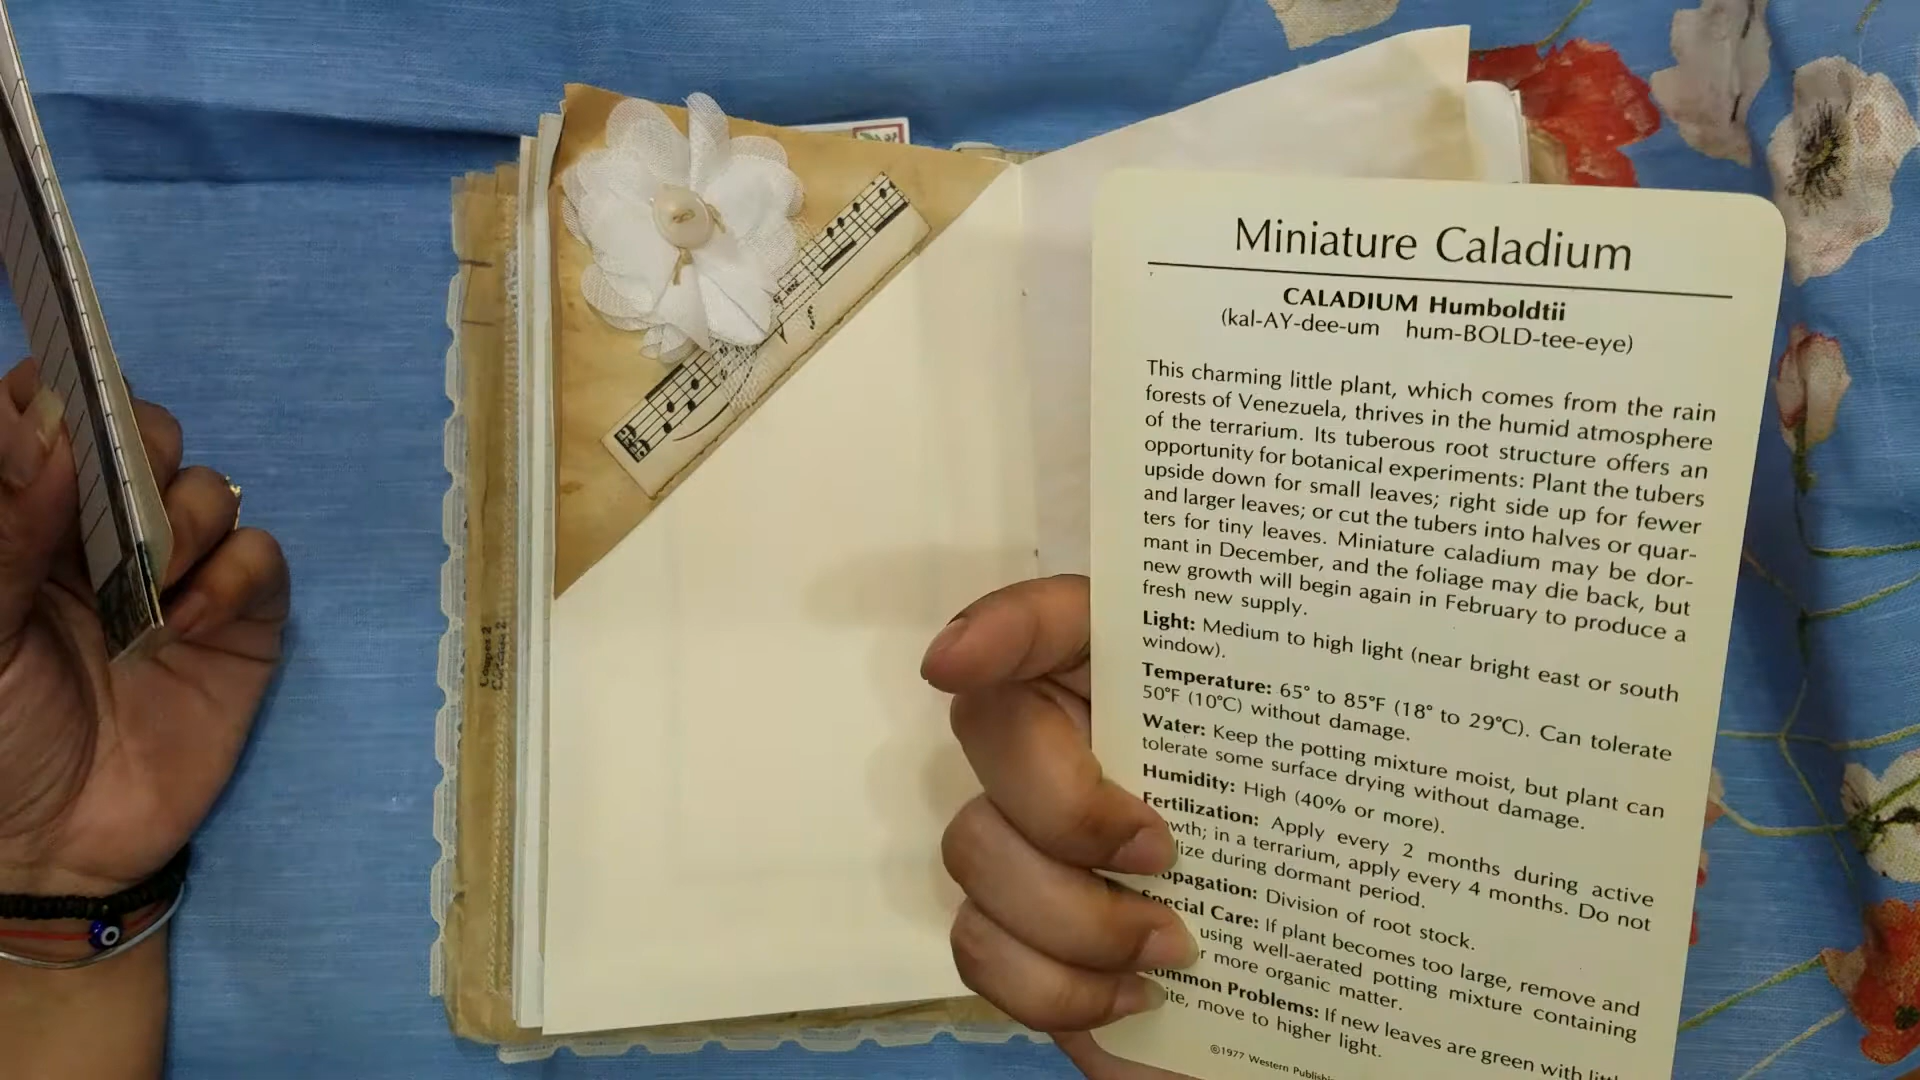 Miniature Caladium
CALADIUM Humboldtii
(kal-AY-dee-um hum-BOLD-tee-eye)
This charming little plant, which comes from the rain
forests of Venezuela, thrives in the humid atmosphere
of the terrarium. Its tuberous root structure offers an
opportunity for botanical experiments: Plant the tubers
upside down for small leaves; right side up for fewer
and larger leaves; or cut the tubers into halves or quar-
ters for tiny leaves. Miniature caladium may be dor-
mant in December, and the foliage may die back, but
new growth will begin again in February to produce a
fresh new supply.
Light: Medium to high light (near bright east or south
window).
Temperature: 65° to 85°F (18° to 29°C). Can tolerate
50°F (10°C) without damage.
Water: Keep the potting mixture moist, but plant can
tolerate some surface drying without damage.
Humidity: High (40% or more).
Fertilization: Apply every 2 months during active
wth; in a terrarium, apply every 4 months. Do not
lize during dormant period.
opagation: Division of root stock.
Special Care: If plant becomes too large, remove and
using well-aerated potting mixture containing
r more organic matter.
Common Problems: If new leaves are green with
ite, move to higher light.
©1977 Western
Coupes 2